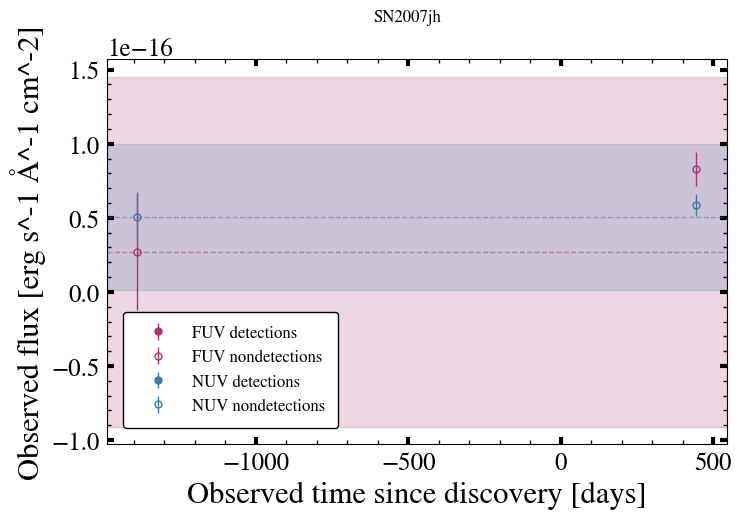 SN2007jh
1e−16
Observed flux [erg s^-1 Å^-1 cm^-2]
1.5
1.0
0.5
0.0
−0.5
−1.0
FUV detections
FUV nondetections
NUV detections
NUV nondetections
−1000
−500
0
500
Observed time since discovery [days]